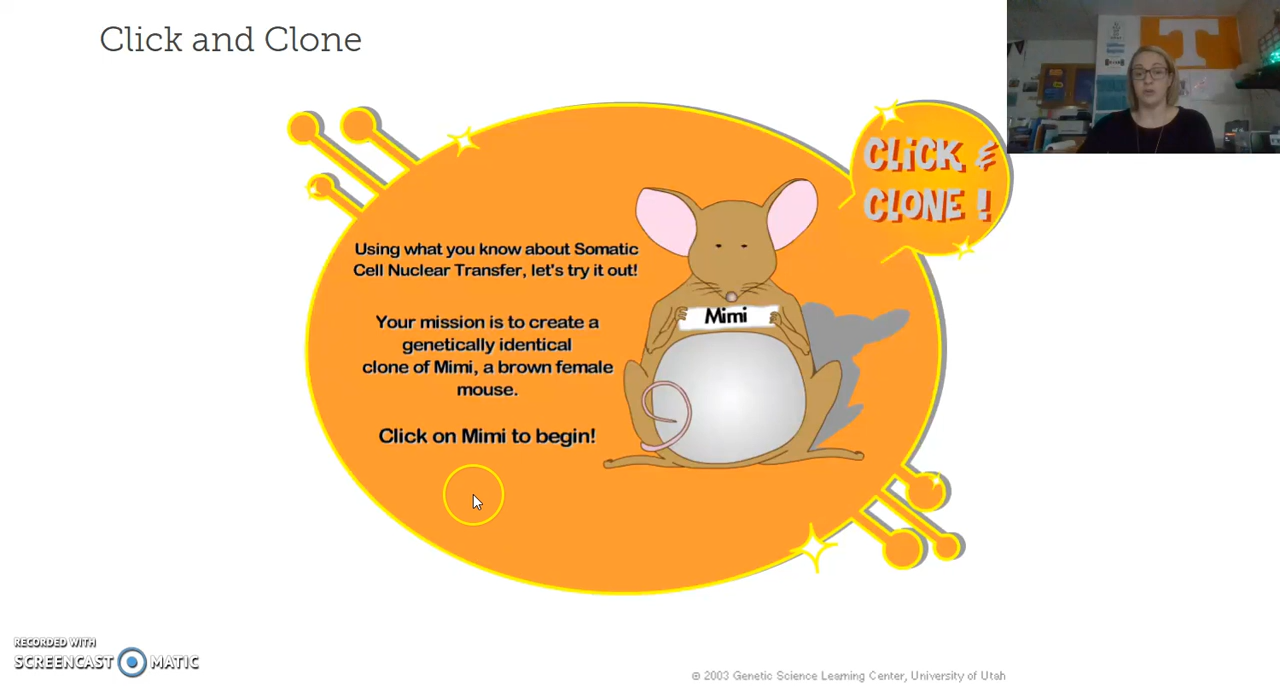 Click and Clone
T
CLICK &
CLONE !
Using what you know about Somatic
Cell Nuclear Transfer, let's try it out!
Mimi
Your mission is to create a
genetically identical
clone of Mimi, a brown female
mouse.
Click on Mimi to begin!
RECORDED WITH
SCREENCAST MATIC
© 2003 Genetic Science Learning Center, University of Utah